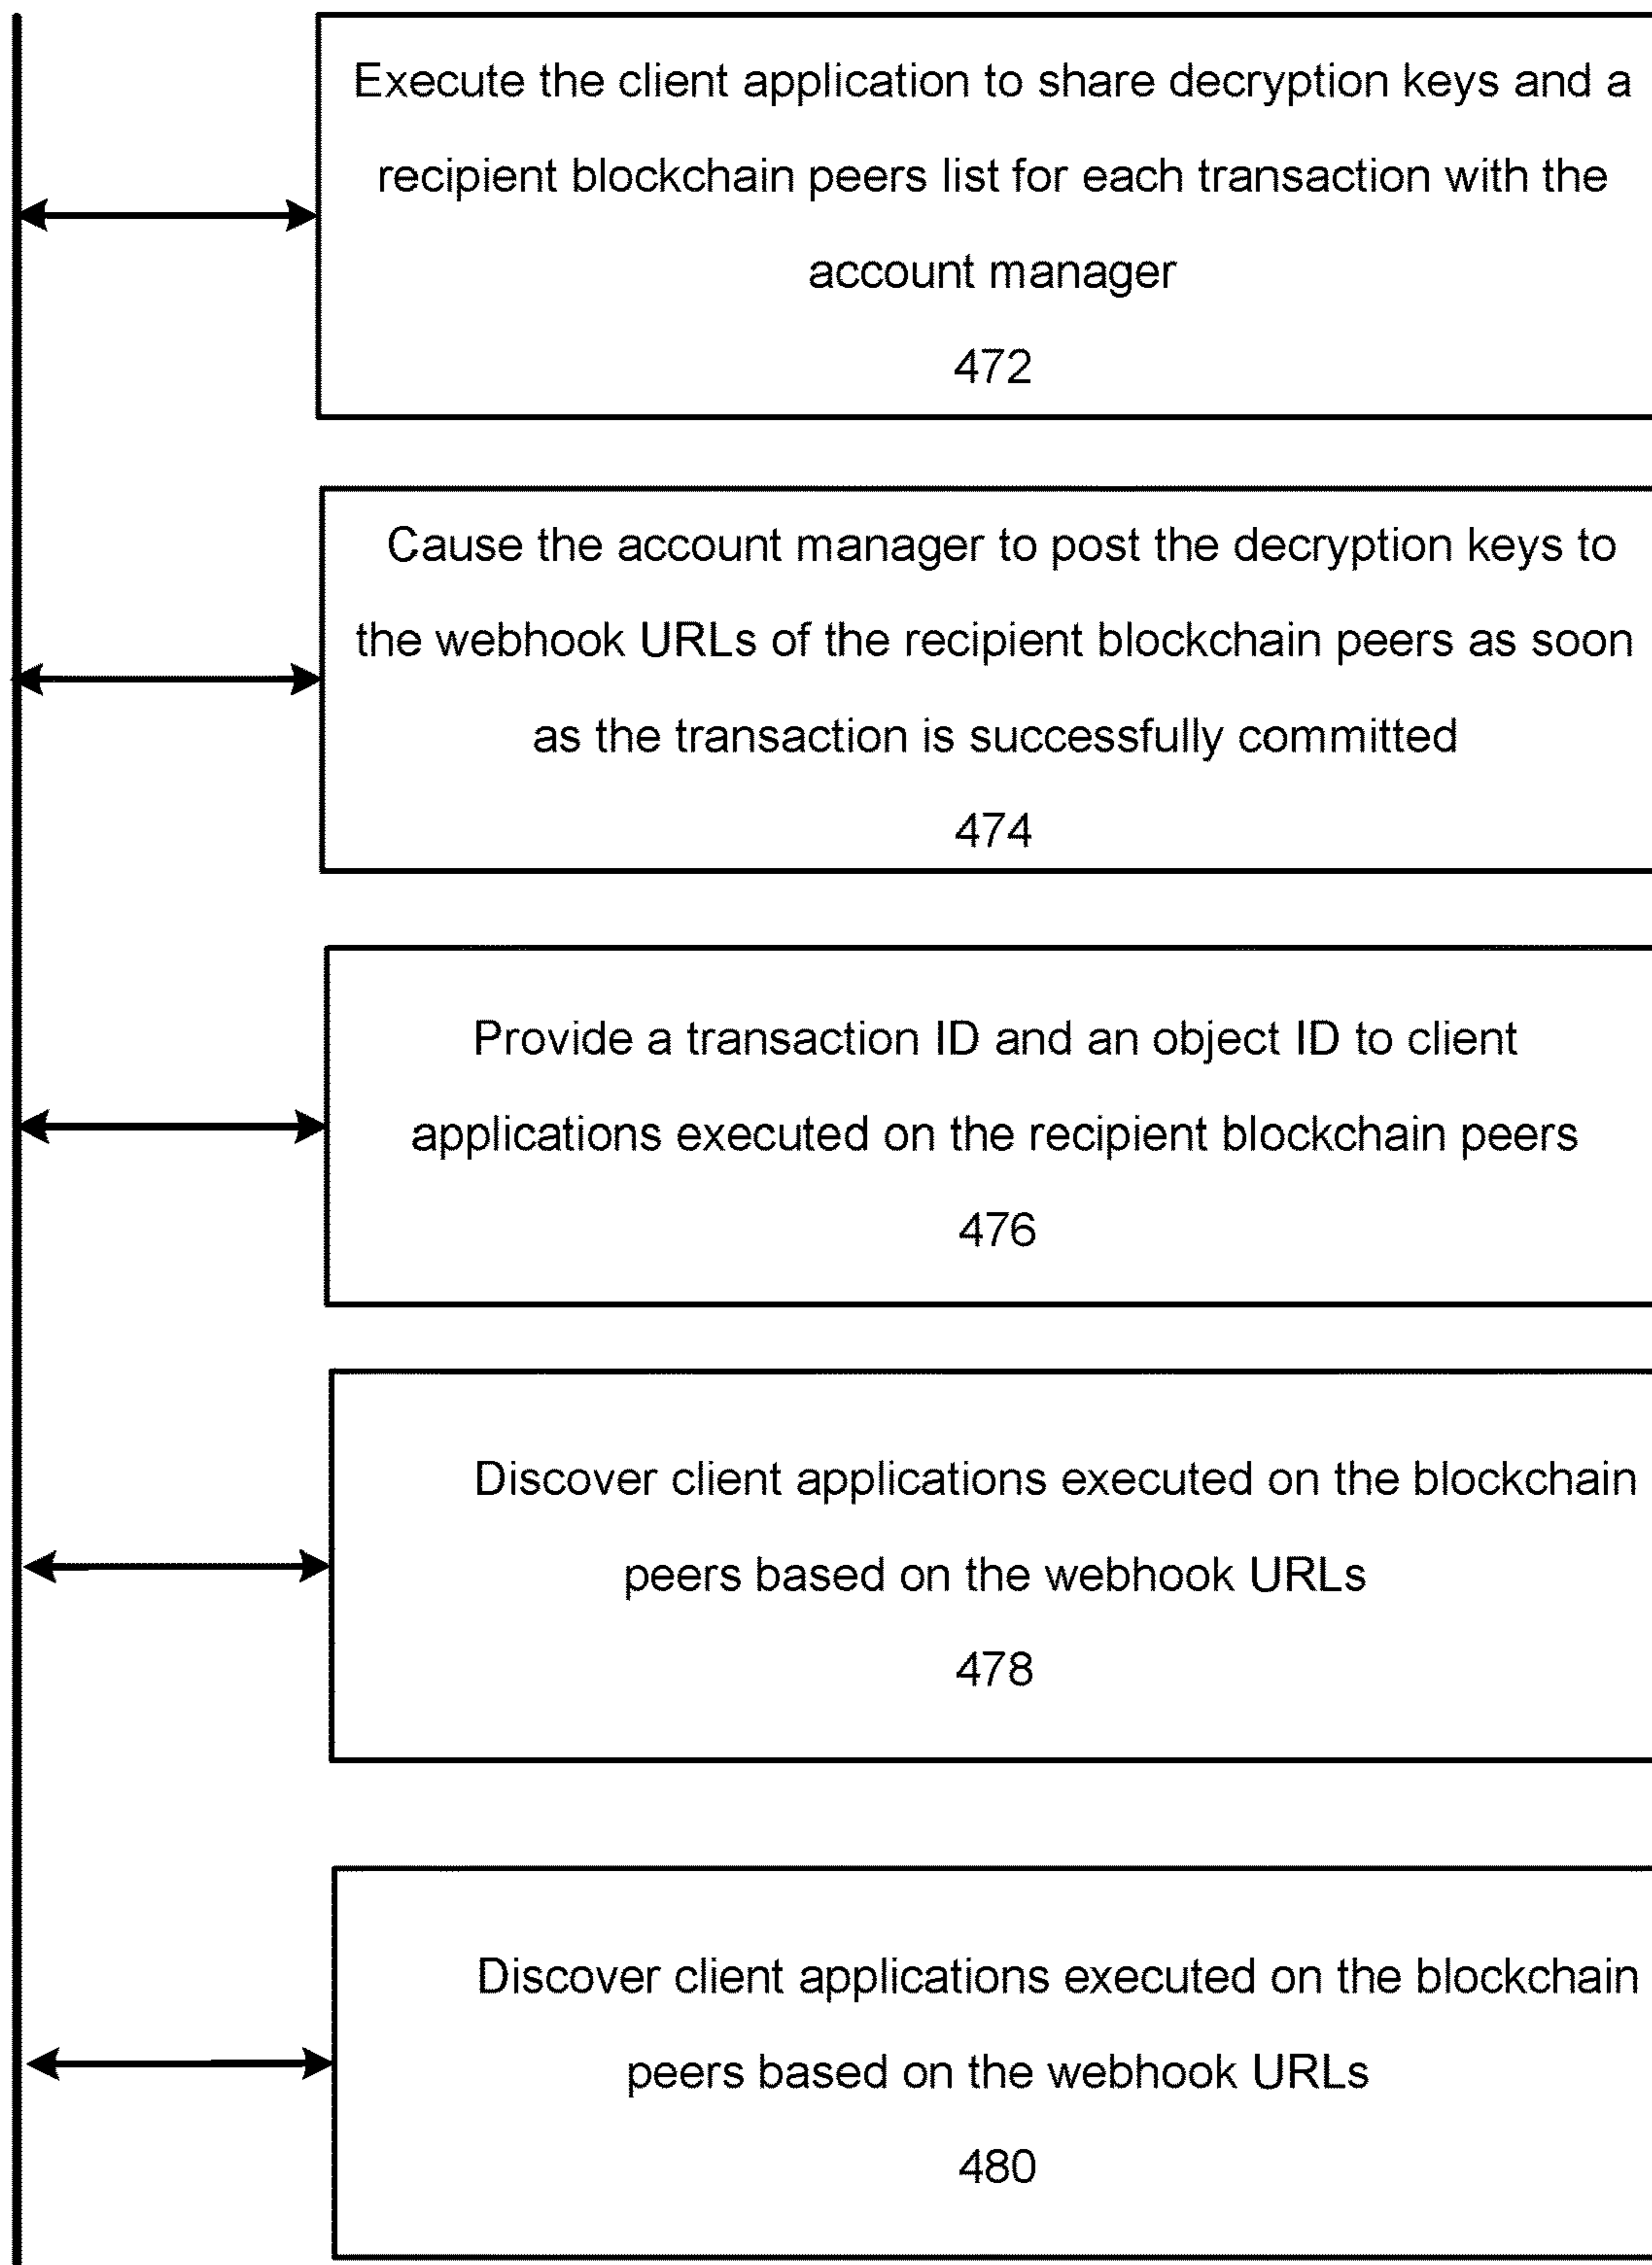 Execute the client application to share decryption keys and a
recipient blockchain peers list for each transaction with the
account manager
472
Cause the account manager to post the decryption keys to
the webhook URLs of the recipient blockchain peers as soon
as the transaction is successfully committed
474
Provide a transaction ID and an object ID to client
applications executed on the recipient blockchain peers
476
Discover client applications executed on the blockchain
peers based on the webhook URLs
478
Discover client applications executed on the blockchain
peers based on the webhook URLs
480